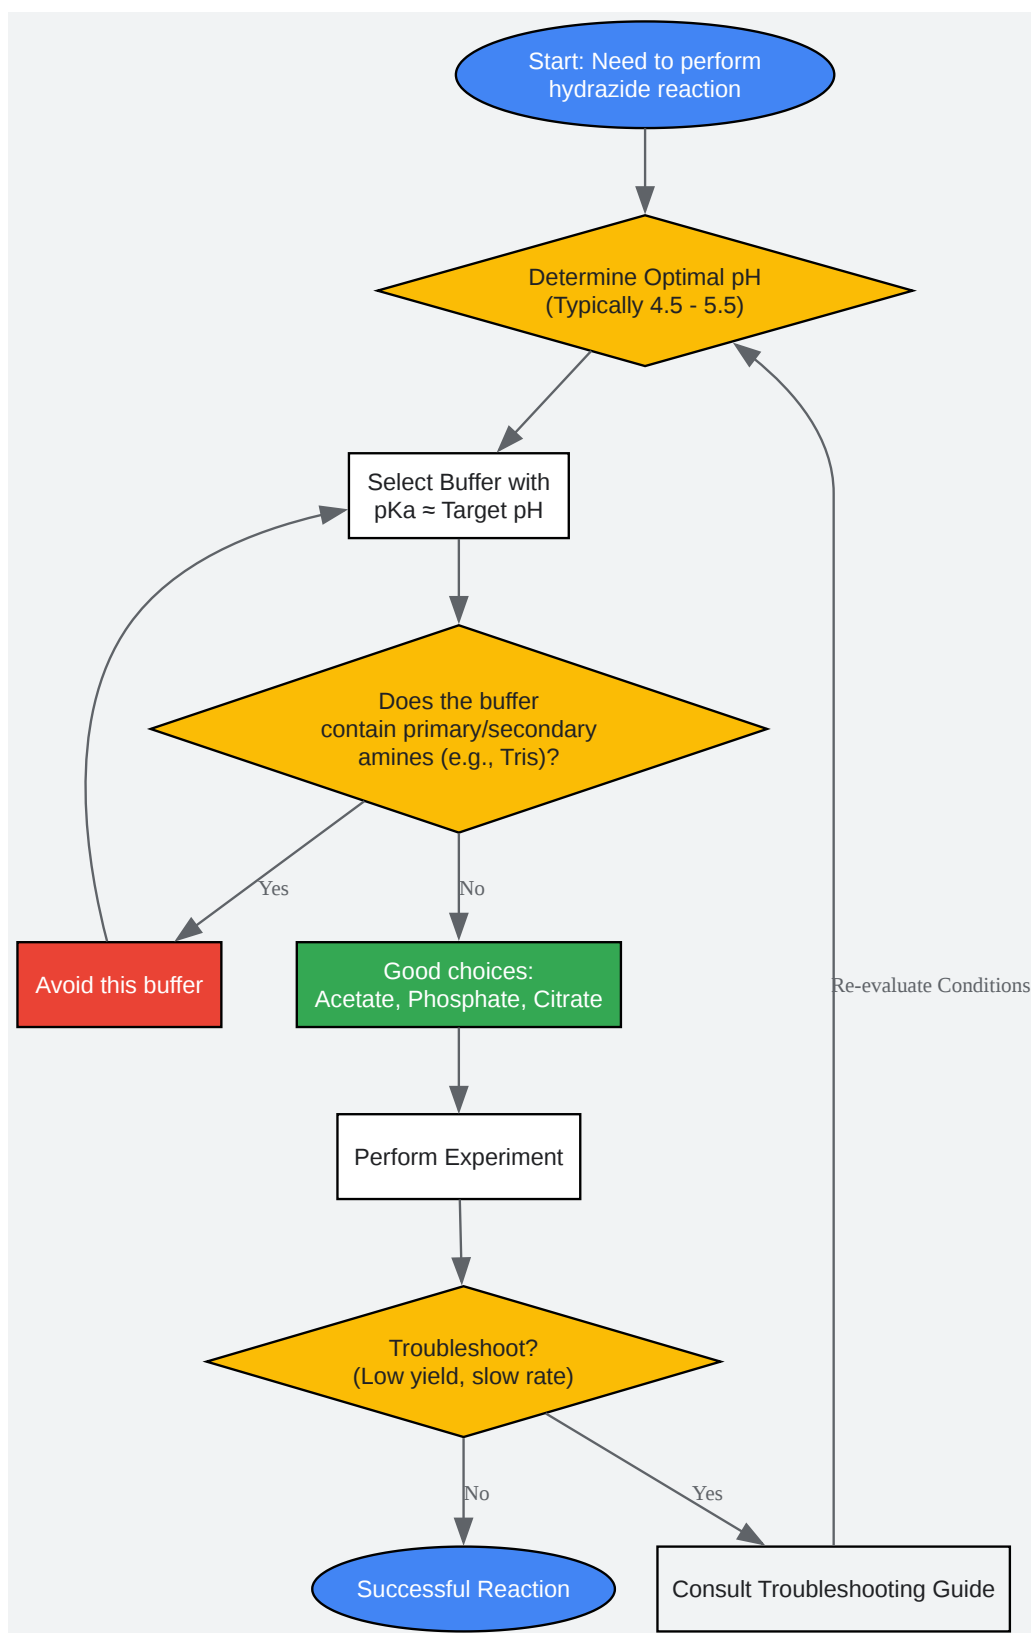 Start: Need to perform
hydrazide reaction
Determine Optimal pH
(Typically 4.5 - 5.5)
Select Buffer with
pKa ≈ Target pH
Does the buffer
contain primary/secondary
amines (e.g., Tris)?
Yes
No
Avoid this buffer
Good choices:
Acetate, Phosphate, Citrate
Re-evaluate Conditions
Perform Experiment
Troubleshoot?
(Low yield, slow rate)
No
Yes
Successful Reaction
Consult Troubleshooting Guide